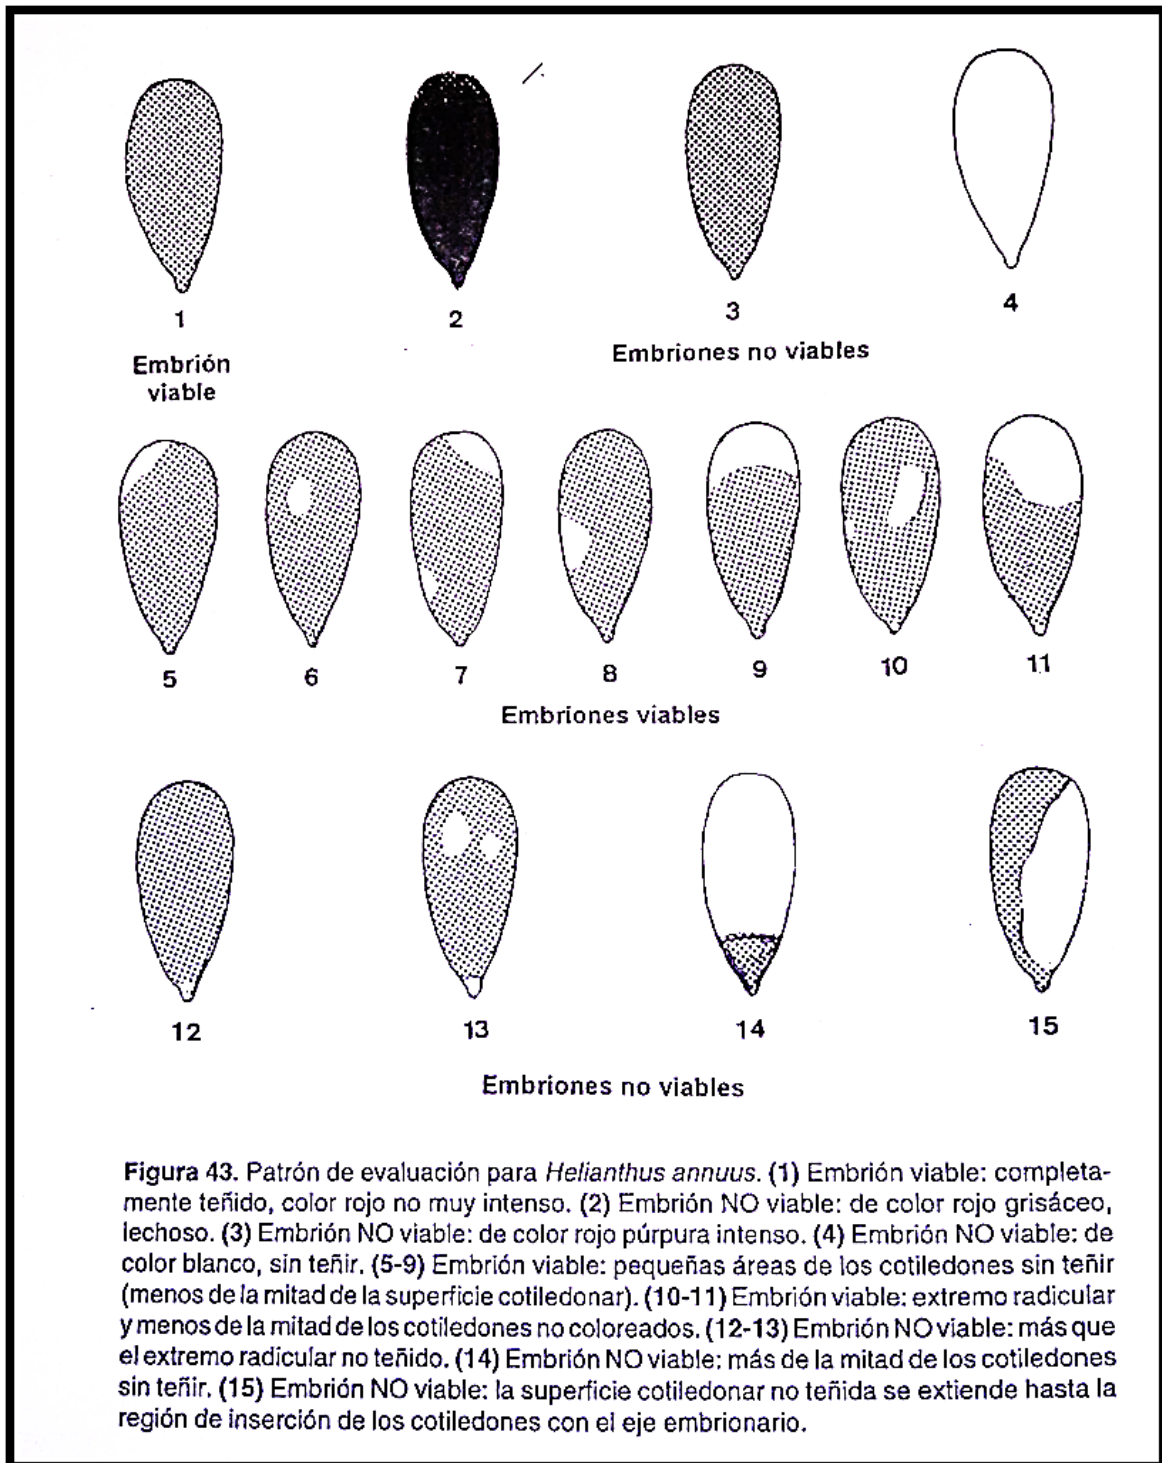 1
2
3
4
Embrión
viable
Embriones no viables
5
6
7
8
9
10
11
Embriones viables
12
13
14
15
Embriones no viables
Figura 43. Patrón de evaluación para Helianthus annuus. (1) Embrión viable: completa-
mente teñido, color rojo no muy intenso. (2) Embrión NO viable: de color rojo grisáceo,
lechoso. (3) Embrión NO viable: de color rojo púrpura intenso. (4) Embrión NO viable: de
color blanco, sin teñir. (5-9) Embrión viable: pequeñas áreas de los cotiledones sin teñir
(menos de la mitad de la superficie cotiledonar). (10-11) Embrión viable: extremo radicular
y menos de la mitad de los cotiledones no coloreados. (12-13) Embrión NO viable: más que
el extremo radicular no teñido. (14) Embrión NO viable: más de la mitad de los cotiledones
sin teñir. (15) Embrión NO viable: la superficie cotiledonar no teñida se extiende hasta la
región de inserción de los cotiledones con el eje embrionario.